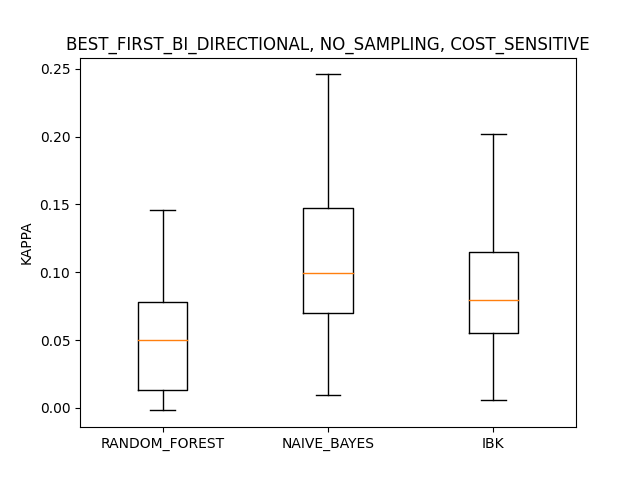 BEST_FIRST_BI_DIRECTIONAL, NO_SAMPLING, COST_SENSITIVE
0.25
0.20
0.15
0.10
0.05
0.00
KAPPA
RANDOM_FOREST
NAIVE_BAYES
IBK